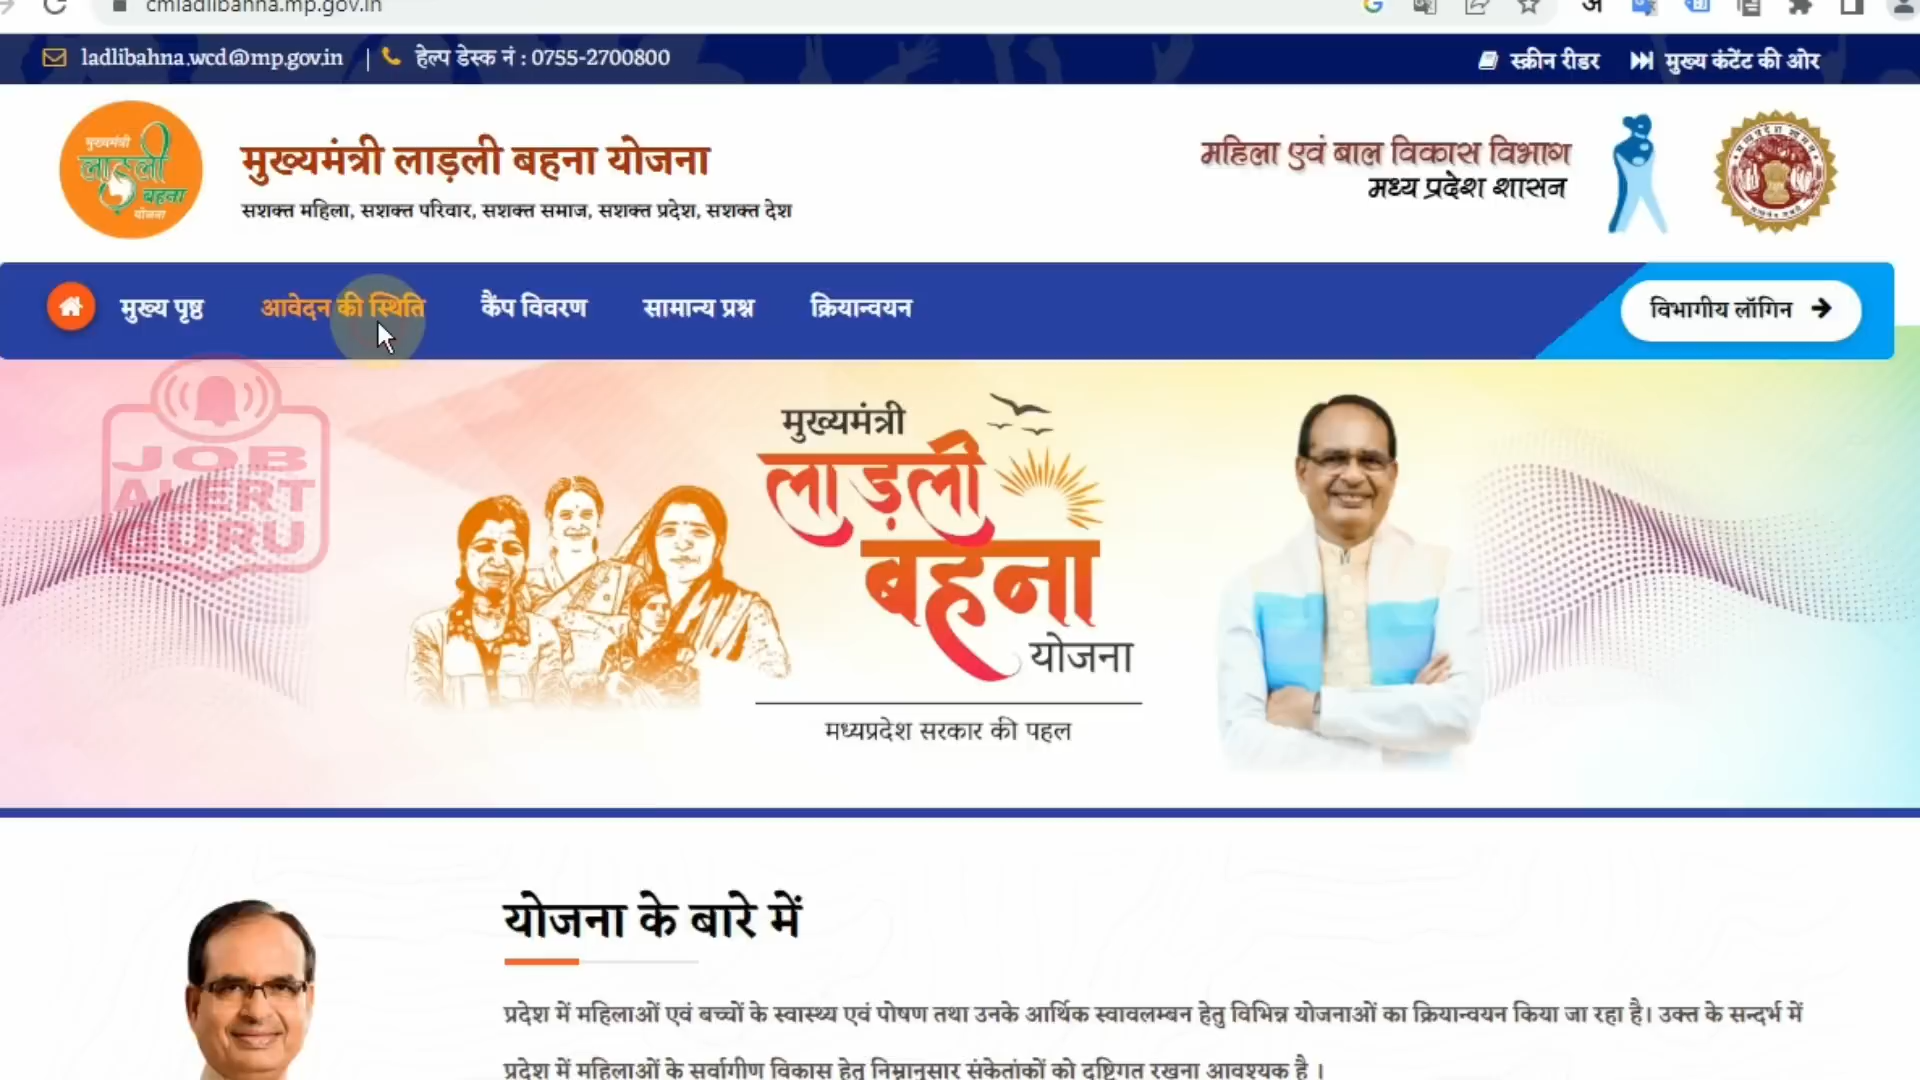 cmladlibahna.mp.gov.in
ladlibahna.wcd@mp.gov.in | हेल्प डेस्क नं : 0755-2700800
स्क्रीन रीडर मुख्य कंटेंट की ओर
मुख्यमंत्री
लाड़ली
बहना
योजना
मुख्यमंत्री लाड़ली बहना योजना
सशक्त महिला, सशक्त परिवार, सशक्त समाज, सशक्त प्रदेश, सशक्त देश
महिला एवं बाल विकास विभाग
मध्य प्रदेश शासन
मुख्य पृष्ठ आवेदन की स्थिति कैंप विवरण सामान्य प्रश्न क्रियान्वयन विभागीय लॉगिन
JOB
ALERT
GURU
मुख्यमंत्री
लाड़ली
बहना
योजना
मध्यप्रदेश सरकार की पहल
योजना के बारे में
प्रदेश में महिलाओं एवं बच्चों के स्वास्थ्य एवं पोषण तथा उनके आर्थिक स्वावलम्बन हेतु विभिन्न योजनाओं का क्रियान्वयन किया जा रहा है। उक्त के सन्दर्भ में
प्रदेश में महिलाओं के सर्वागीण विकास हेतु निम्नानुसार संकेतांकों को दृष्टिगत रखना आवश्यक है ।